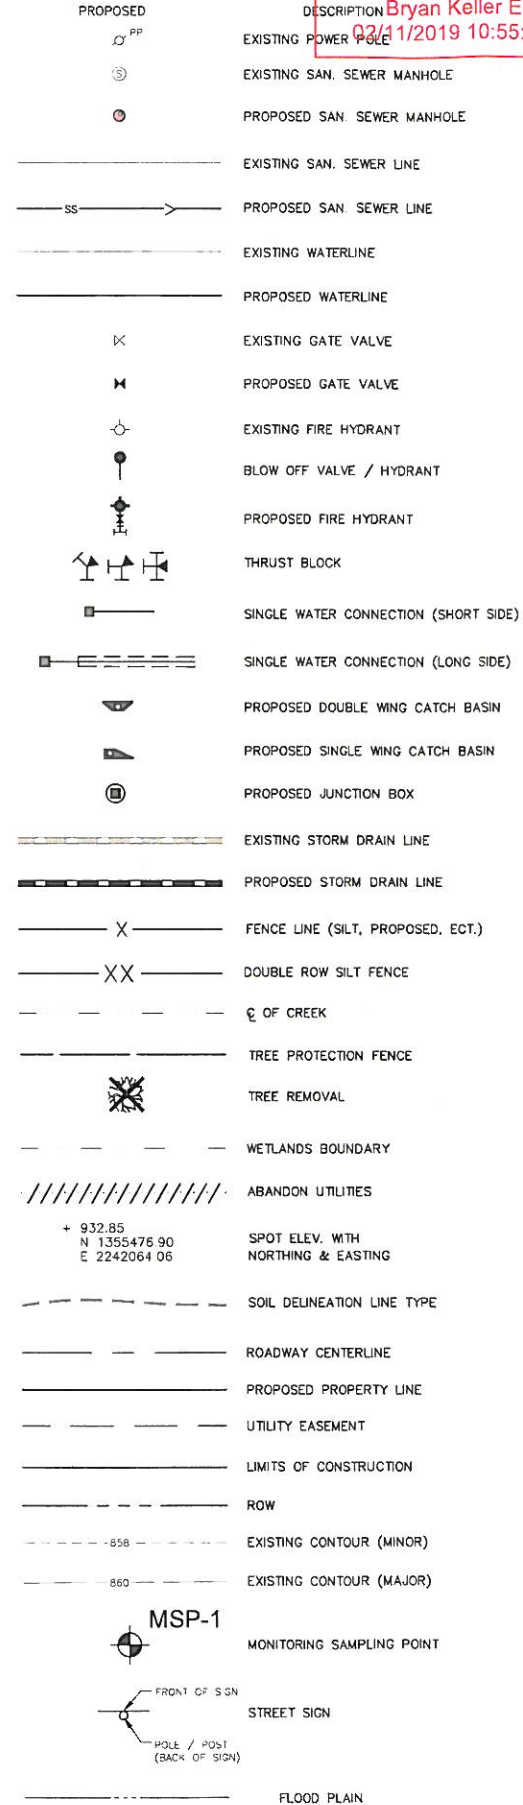 PROPOSED DESCRIPTION
Bryan Keller E
02/11/2019 10:55:
PP EXISTING POWER POLE
S EXISTING SAN. SEWER MANHOLE
PROPOSED SAN. SEWER MANHOLE
EXISTING SAN. SEWER LINE
SS PROPOSED SAN. SEWER LINE
EXISTING WATERLINE
PROPOSED WATERLINE
EXISTING GATE VALVE
PROPOSED GATE VALVE
EXISTING FIRE HYDRANT
BLOW OFF VALVE / HYDRANT
PROPOSED FIRE HYDRANT
THRUST BLOCK
SINGLE WATER CONNECTION (SHORT SIDE)
SINGLE WATER CONNECTION (LONG SIDE)
PROPOSED DOUBLE WING CATCH BASIN
PROPOSED SINGLE WING CATCH BASIN
PROPOSED JUNCTION BOX
EXISTING STORM DRAIN LINE
PROPOSED STORM DRAIN LINE
X FENCE LINE (SILT, PROPOSED, ECT.)
XX DOUBLE ROW SILT FENCE
℄ OF CREEK
TREE PROTECTION FENCE
TREE REMOVAL
WETLANDS BOUNDARY
ABANDON UTILITIES
+ 932.85
N 1355476.90
E 2242064.06
SPOT ELEV. WITH
NORTHING & EASTING
SOIL DELINEATION LINE TYPE
ROADWAY CENTERLINE
PROPOSED PROPERTY LINE
UTILITY EASEMENT
LIMITS OF CONSTRUCTION
ROW
858 EXISTING CONTOUR (MINOR)
860 EXISTING CONTOUR (MAJOR)
MSP-1
MONITORING SAMPLING POINT
FRONT OF SIGN
STREET SIGN
POLE / POST
(BACK OF SIGN)
FLOOD PLAIN